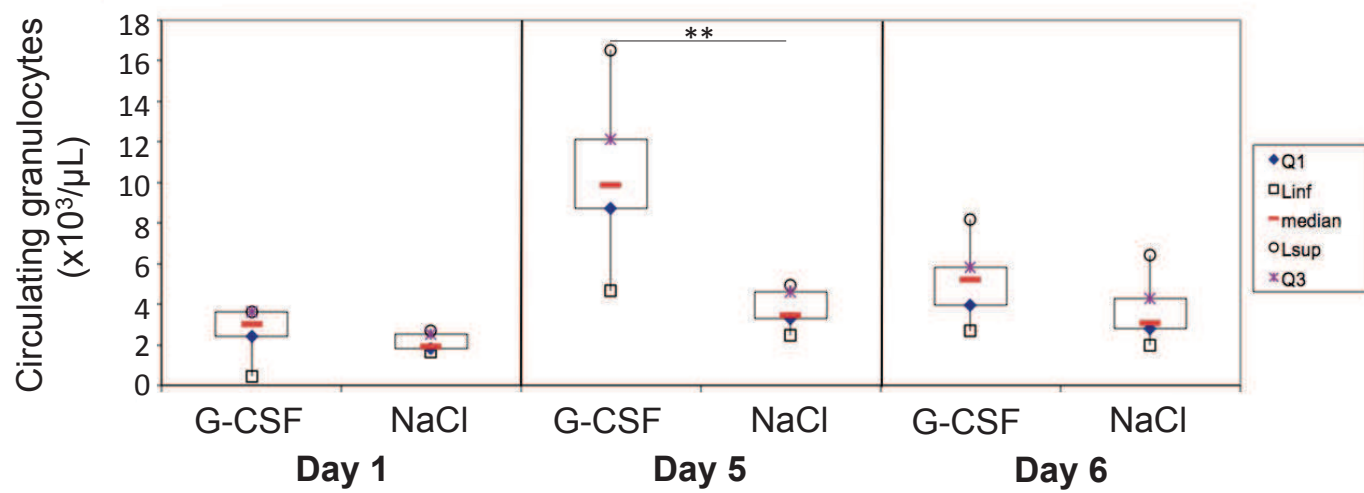 Circulating granulocytes
(x10³/µL)
18
16
14
12
10
8
6
4
2
0
**
G-CSF NaCl G-CSF NaCl G-CSF NaCl
Day 1 Day 5 Day 6
Q1
Linf
median
Lsup
Q3